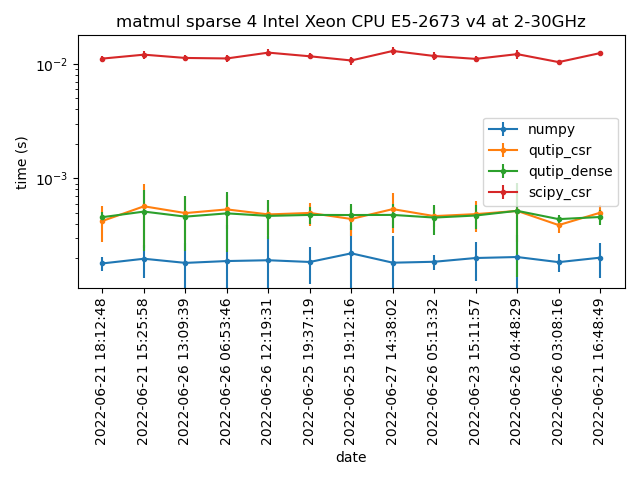 matmul sparse 4 Intel Xeon CPU E5-2673 v4 at 2-30GHz
time (s)
10⁻²
10⁻³
numpy
qutip_csr
qutip_dense
scipy_csr
2022-06-21 18:12:48
2022-06-21 15:25:58
2022-06-26 13:09:39
2022-06-26 06:53:46
2022-06-26 12:19:31
2022-06-25 19:37:19
2022-06-25 19:12:16
2022-06-27 14:38:02
2022-06-26 05:13:32
2022-06-23 15:11:57
2022-06-26 04:48:29
2022-06-26 03:08:16
2022-06-21 16:48:49
date